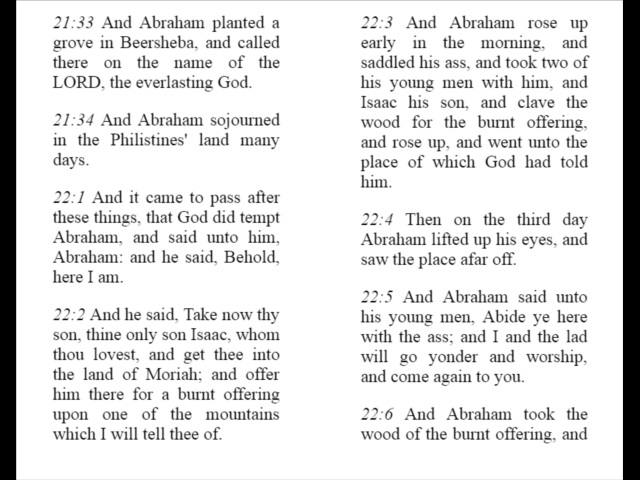 21:33 And Abraham planted a
grove in Beersheba, and called
there on the name of the
LORD, the everlasting God.
21:34 And Abraham sojourned
in the Philistines' land many
days.
22:1 And it came to pass after
these things, that God did tempt
Abraham, and said unto him,
Abraham: and he said, Behold,
here I am.
22:2 And he said, Take now thy
son, thine only son Isaac, whom
thou lovest, and get thee into
the land of Moriah; and offer
him there for a burnt offering
upon one of the mountains
which I will tell thee of.
22:3 And Abraham rose up
early in the morning, and
saddled his ass, and took two of
his young men with him, and
Isaac his son, and clave the
wood for the burnt offering,
and rose up, and went unto the
place of which God had told
him.
22:4 Then on the third day
Abraham lifted up his eyes, and
saw the place afar off.
22:5 And Abraham said unto
his young men, Abide ye here
with the ass; and I and the lad
will go yonder and worship,
and come again to you.
22:6 And Abraham took the
wood of the burnt offering, and